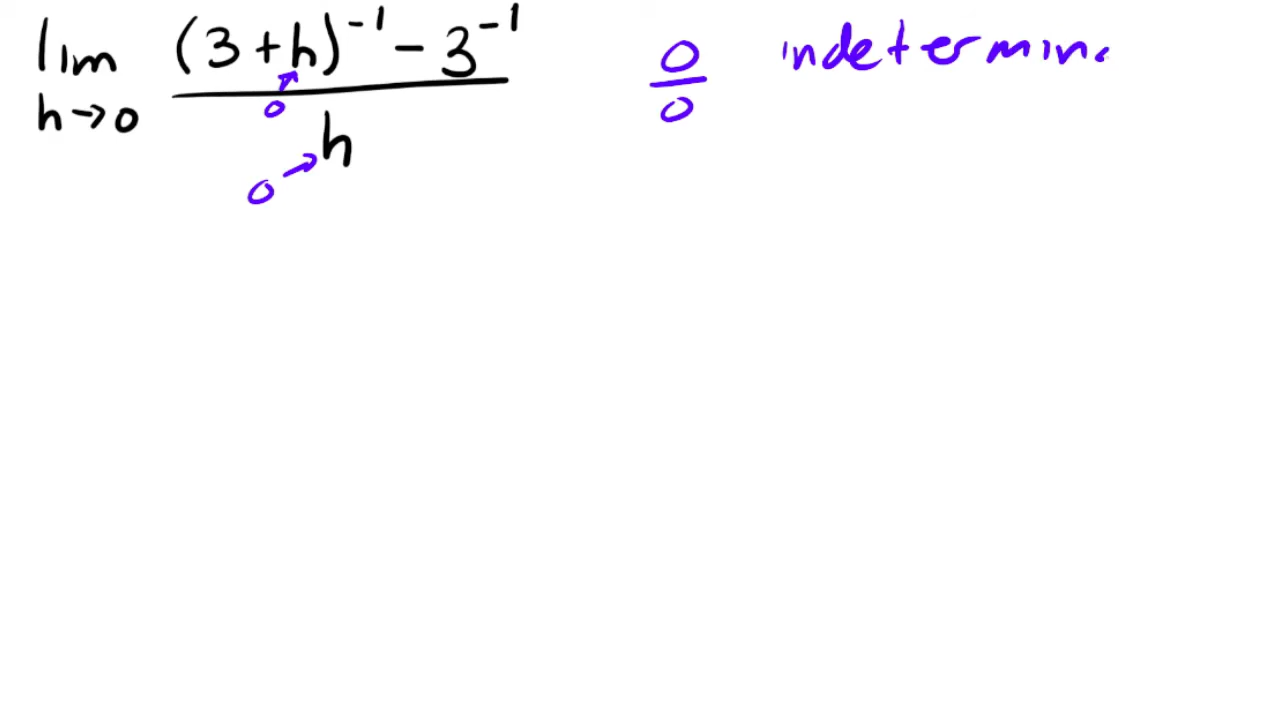 lim h→0 (3+h)⁻¹ − 3⁻¹ / h
0 →
0 →
0/0 indetermin